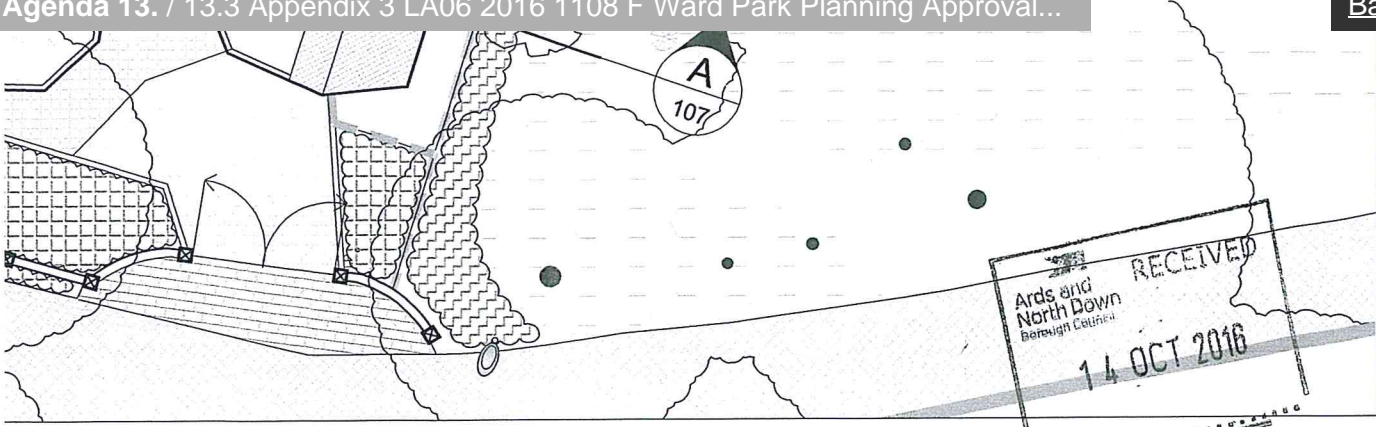 Agenda 13. / 13.3 Appendix 3 LA06 2016 1108 F Ward Park Planning Approval...
Ba
A
107
RECEIVED
Ards and
North Down
Borough Council
14 OCT 2016